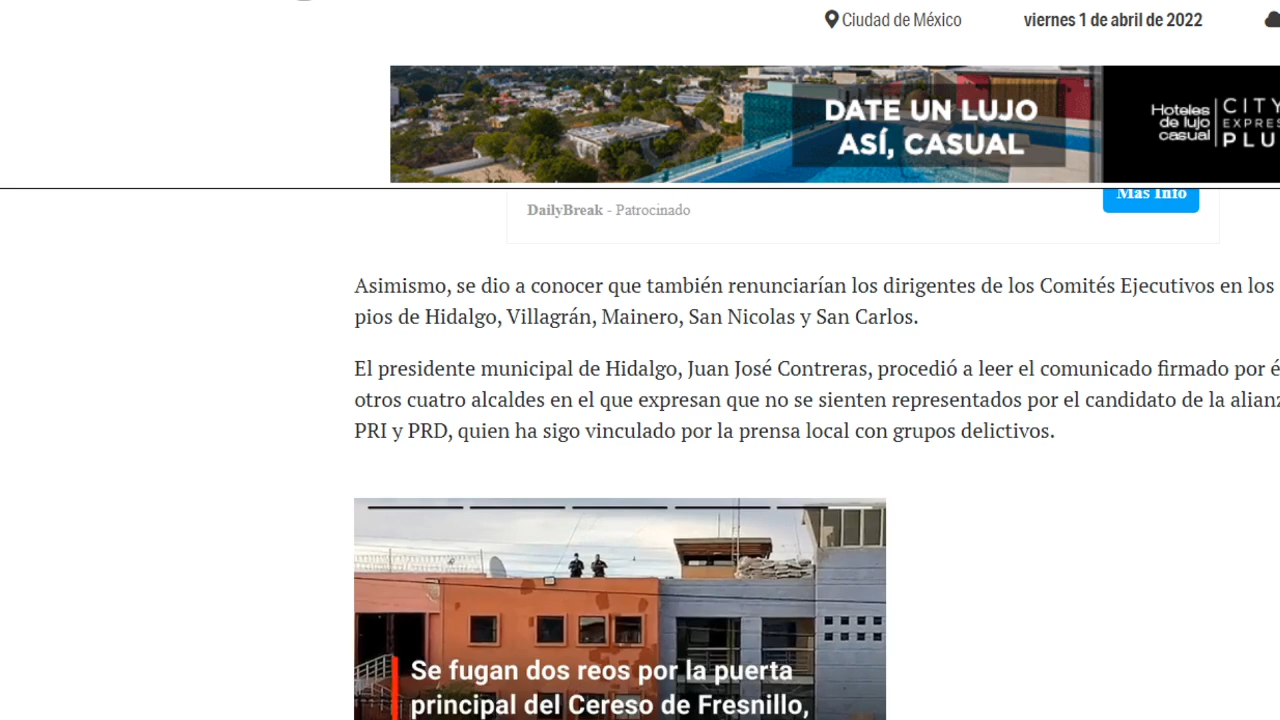 Ciudad de México
viernes 1 de abril de 2022
DATE UN LUJO
ASÍ, CASUAL
Hoteles
de lujo
casual
CITY
EXPRES
PLU
Más Info
DailyBreak - Patrocinado
Asimismo, se dio a conocer que también renunciarían los dirigentes de los Comités Ejecutivos en los
pios de Hidalgo, Villagrán, Mainero, San Nicolas y San Carlos.
El presidente municipal de Hidalgo, Juan José Contreras, procedió a leer el comunicado firmado por é
otros cuatro alcaldes en el que expresan que no se sienten representados por el candidato de la alianz
PRI y PRD, quien ha sigo vinculado por la prensa local con grupos delictivos.
Se fugan dos reos por la puerta
principal del Cereso de Fresnillo,